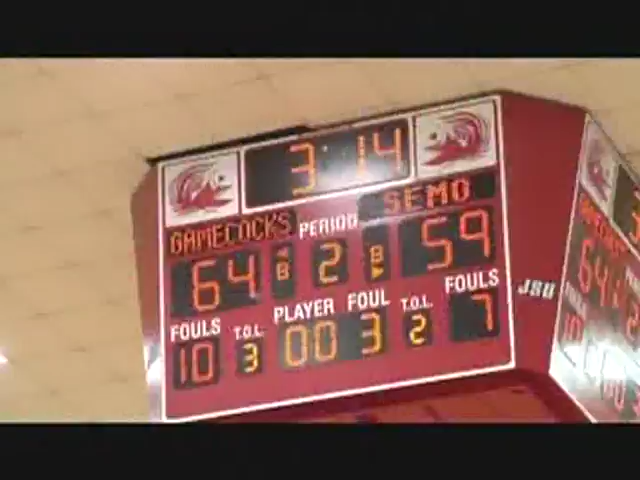 3:14
GAMECOCKS PERIOD SEMO
64 B 2 B 59
FOULS T.O.L. PLAYER FOUL T.O.L. FOULS
10 3 00 3 2 7
JSU